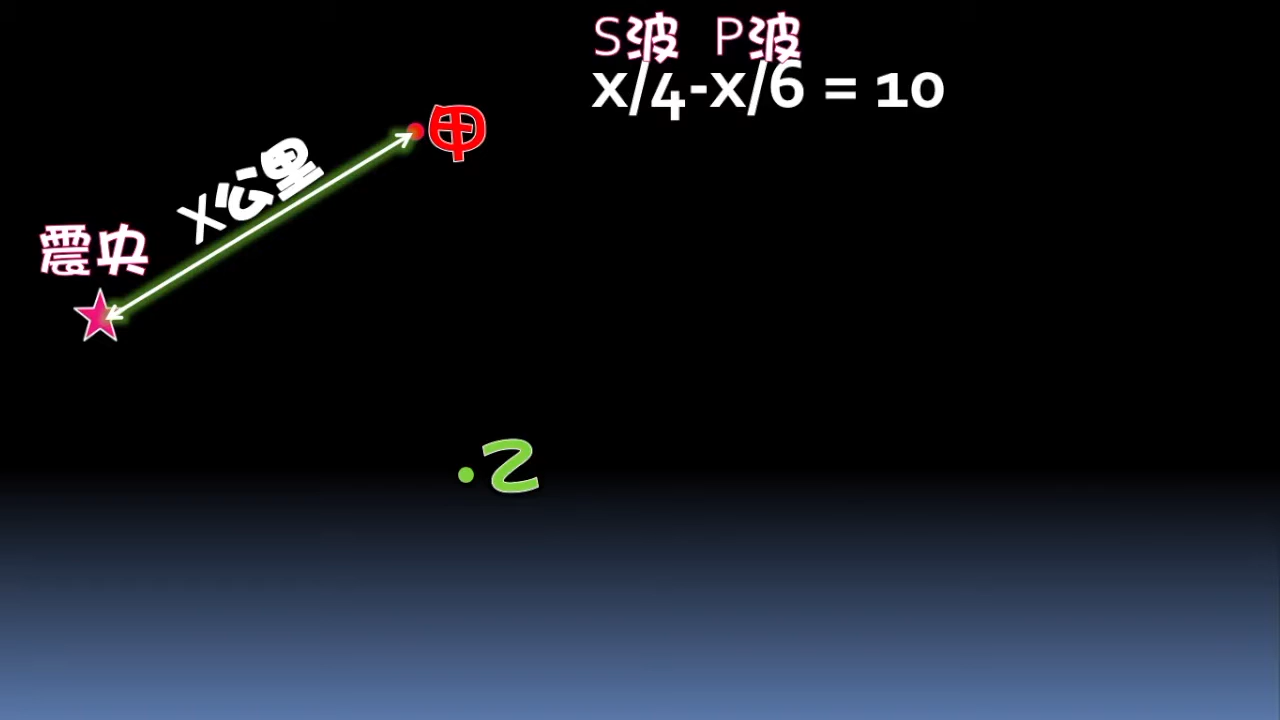 S波 P波
x/4-x/6 = 10
甲
X公里
震央
乙